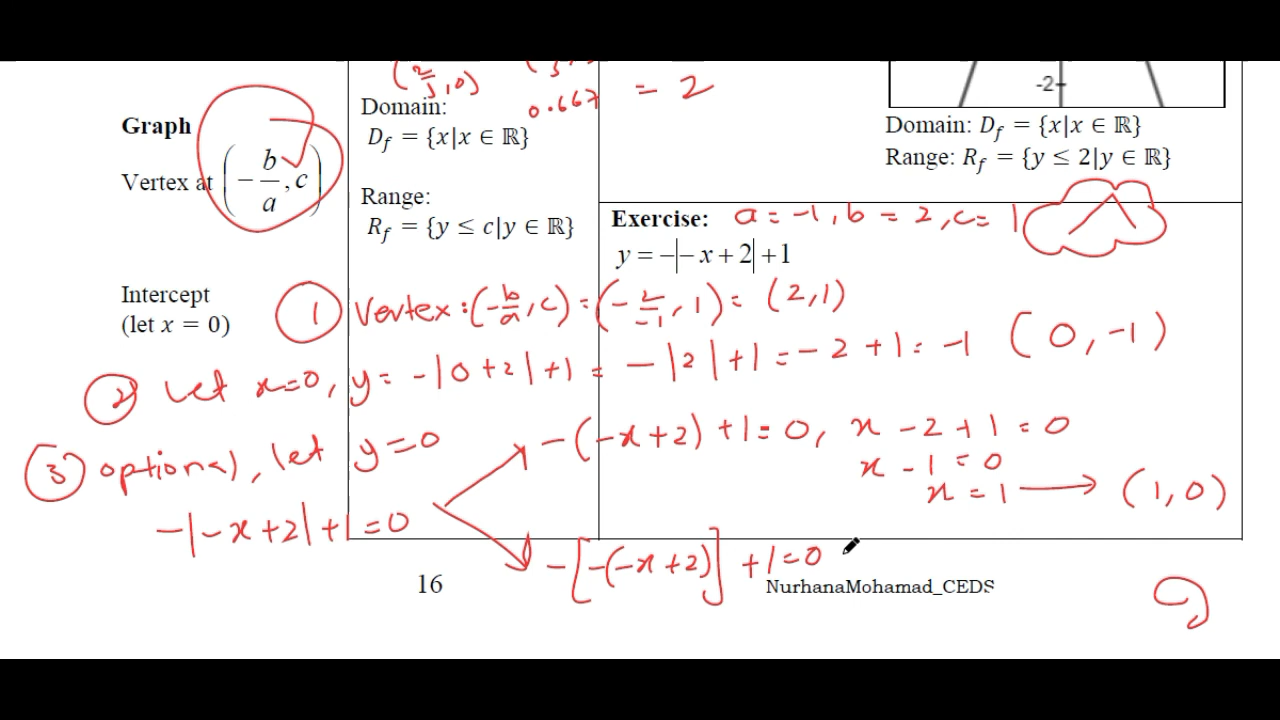 (2/3, 0)
0.667 = 2
-2
Graph
Vertex at (-b/a, c)
Domain:
D_f = {x|x ∈ ℝ}
Range:
R_f = {y ≤ c|y ∈ ℝ}
Domain: D_f = {x|x ∈ ℝ}
Range: R_f = {y ≤ 2|y ∈ ℝ}
Exercise: a = -1, b = 2, c = 1
y = -|-x + 2| + 1
Intercept
(let x = 0)
1 Vertex: (-b/a, c) = (-2/-1, 1) = (2, 1)
2 Let x=0, y = -|0+2|+1 = -|2|+1 = -2+1 = -1 (0, -1)
3 optional, let y=0
-|-x+2|+1=0
-(-x+2)+1=0, x-2+1=0
x-1=0
x=1 → (1, 0)
-[-(-x+2)]+1=0
16
NurhanaMohamad_CEDS